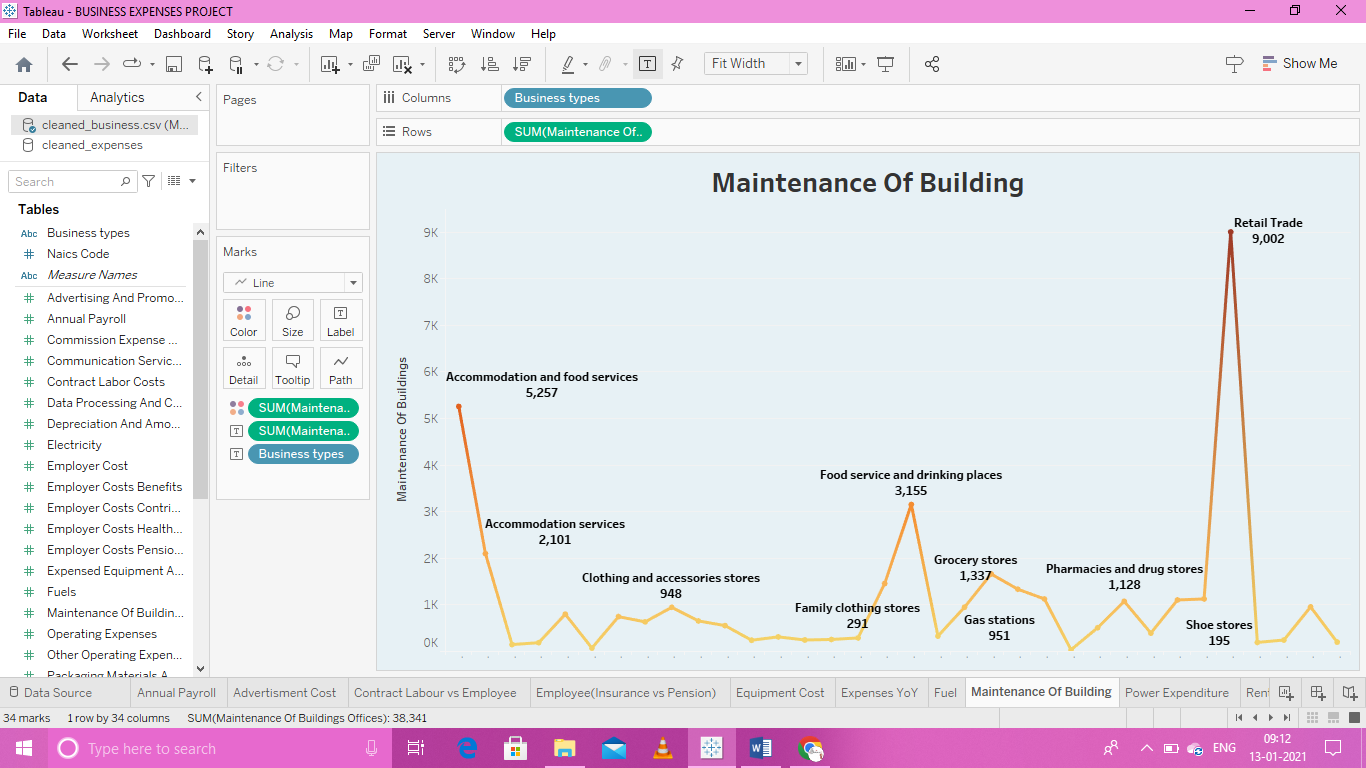 Tableau - BUSINESS EXPENSES PROJECT
File Data Worksheet Dashboard Story Analysis Map Format Server Window Help
Fit Width
Show Me
Data Analytics
cleaned_business.csv (M...
cleaned_expenses
Search
Tables
Abc Business types
# Naics Code
Abc Measure Names
# Advertising And Promo...
# Annual Payroll
# Commission Expense ...
# Communication Servic...
# Contract Labor Costs
# Data Processing And C...
# Depreciation And Amo...
# Electricity
# Employer Cost
# Employer Costs Benefits
# Employer Costs Contri...
# Employer Costs Health...
# Employer Costs Pensio...
# Expensed Equipment A...
# Fuels
# Maintenance Of Buildin...
# Operating Expenses
# Other Operating Expen...
Packaging Materials A
Pages
Filters
Marks
Line
Color Size Label
Detail Tooltip Path
SUM(Maintena..
SUM(Maintena..
Business types
Columns Business types
Rows SUM(Maintenance Of..
Maintenance Of Building
Maintenance Of Buildings
9K
8K
7K
6K
5K
4K
3K
2K
1K
0K
Retail Trade
9,002
Accommodation and food services
5,257
Food service and drinking places
3,155
Accommodation services
2,101
Grocery stores
1,337
Pharmacies and drug stores
1,128
Clothing and accessories stores
948
Family clothing stores
291
Gas stations
951
Shoe stores
195
Data Source Annual Payroll Advertisment Cost Contract Labour vs Employee Employee(Insurance vs Pension) Equipment Cost Expenses YoY Fuel Maintenance Of Building Power Expenditure Rent
34 marks 1 row by 34 columns SUM(Maintenance Of Buildings Offices): 38,341
Type here to search
ENG
09:12
13-01-2021